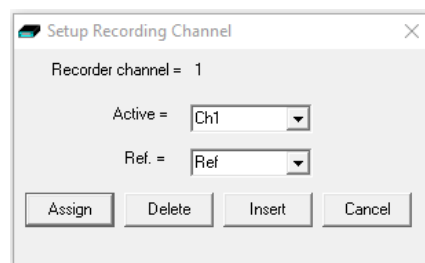 Setup Recording Channel
Recorder channel = 1
Active = Ch1
Ref. = Ref
Assign Delete Insert Cancel